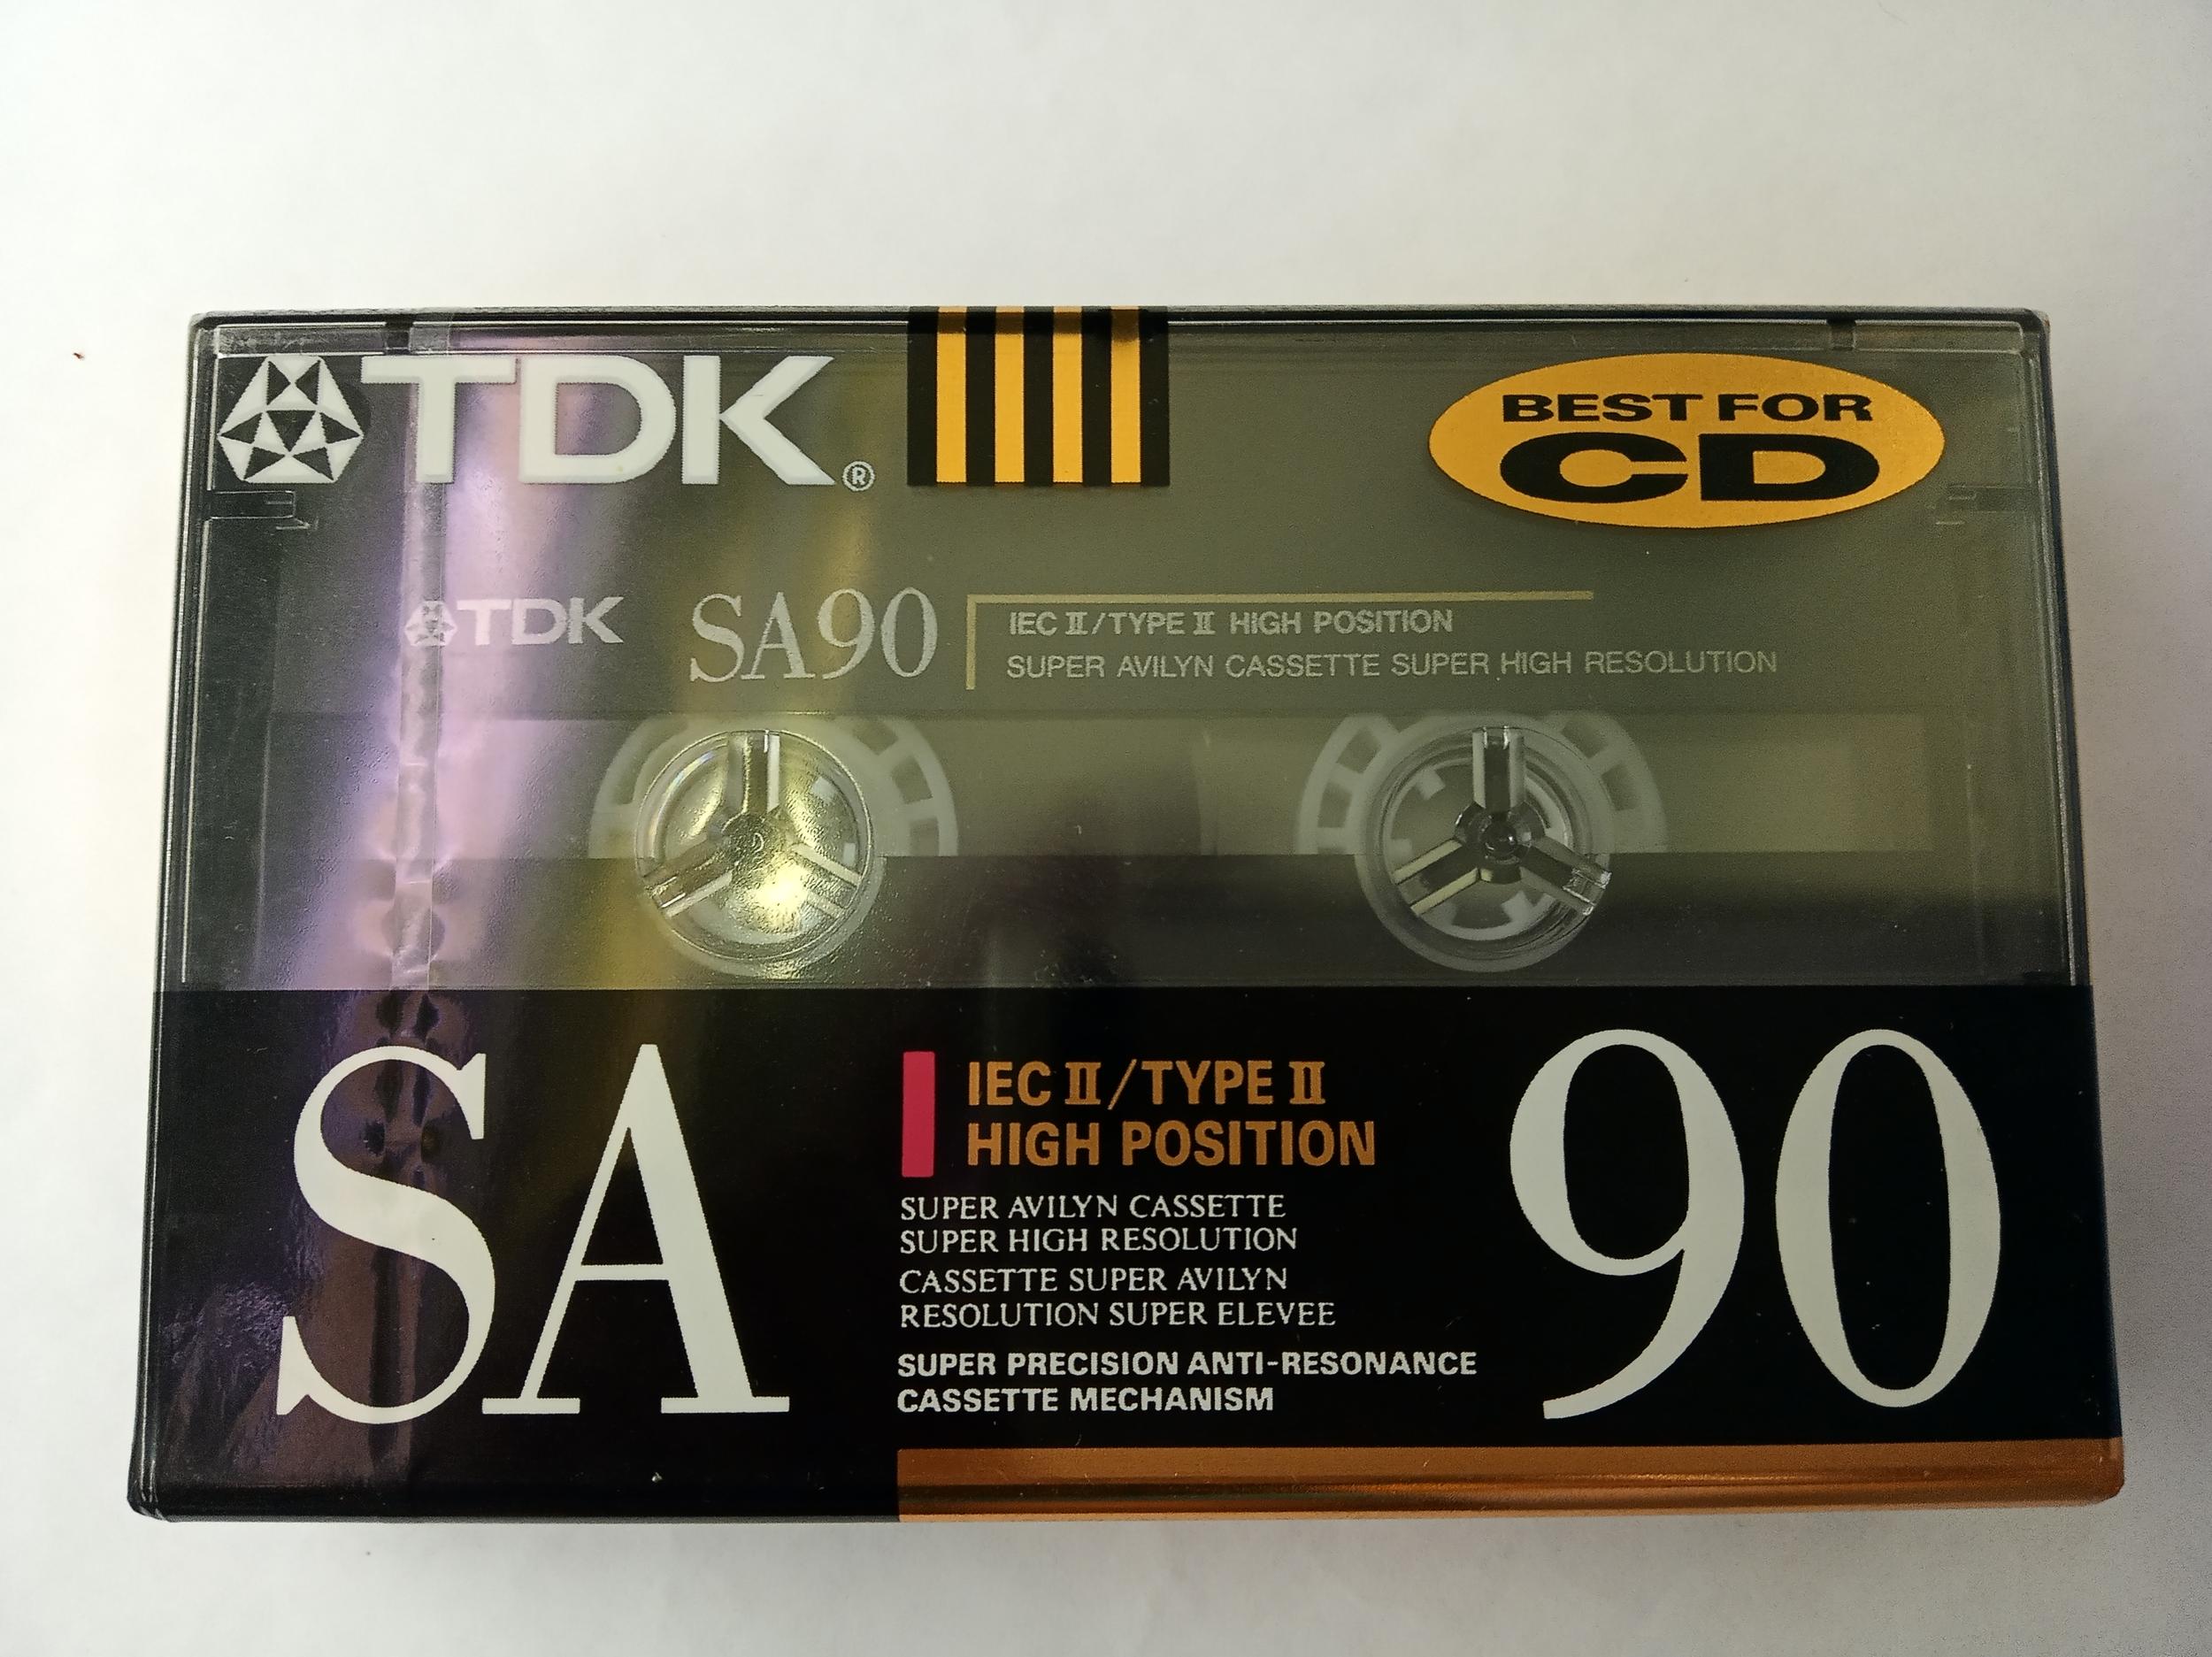 TDK®
BEST FOR
CD
TDK SA90
IEC II/TYPE II HIGH POSITION
SUPER AVILYN CASSETTE SUPER HIGH RESOLUTION
SA
IEC II/TYPE II
HIGH POSITION
SUPER AVILYN CASSETTE
SUPER HIGH RESOLUTION
CASSETTE SUPER AVILYN
RESOLUTION SUPER ELEVEE
SUPER PRECISION ANTI-RESONANCE
CASSETTE MECHANISM
90